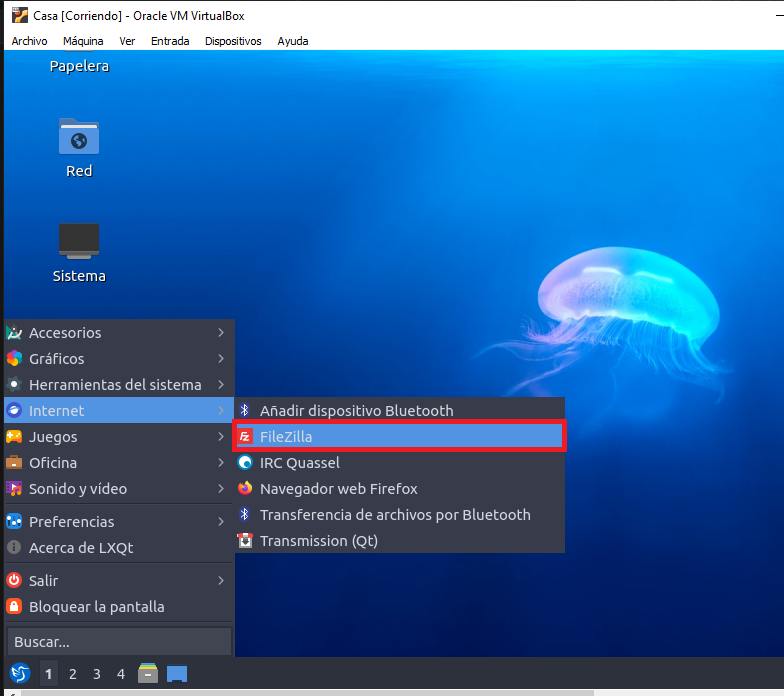 Casa [Corriendo] - Oracle VM VirtualBox
Archivo Máquina Ver Entrada Dispositivos Ayuda
Papelera
Red
Sistema
Accesorios
Gráficos
Herramientas del sistema
Internet
Juegos
Oficina
Sonido y vídeo
Preferencias
Acerca de LXQt
Salir
Bloquear la pantalla
Buscar...
Añadir dispositivo Bluetooth
Fz FileZilla
IRC Quassel
Navegador web Firefox
Transferencia de archivos por Bluetooth
Transmission (Qt)
1 2 3 4